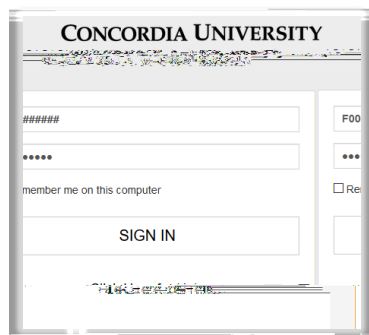 CONCORDIA UNIVERSITY
###### F00
••••• •••
member me on this computer Re
SIGN IN